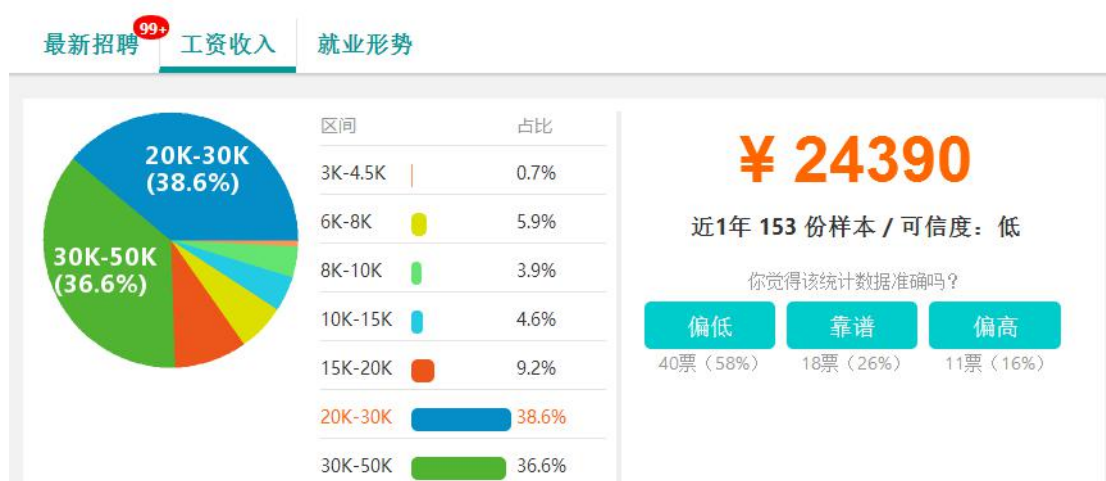 最新招聘 99+ 工资收入 就业形势
20K-30K
(38.6%)
30K-50K
(36.6%)
区间 占比
3K-4.5K 0.7%
6K-8K 5.9%
8K-10K 3.9%
10K-15K 4.6%
15K-20K 9.2%
20K-30K 38.6%
30K-50K 36.6%
¥ 24390
近1年 153 份样本 / 可信度：低
你觉得该统计数据准确吗？
偏低 靠谱 偏高
40票（58%） 18票（26%） 11票（16%）